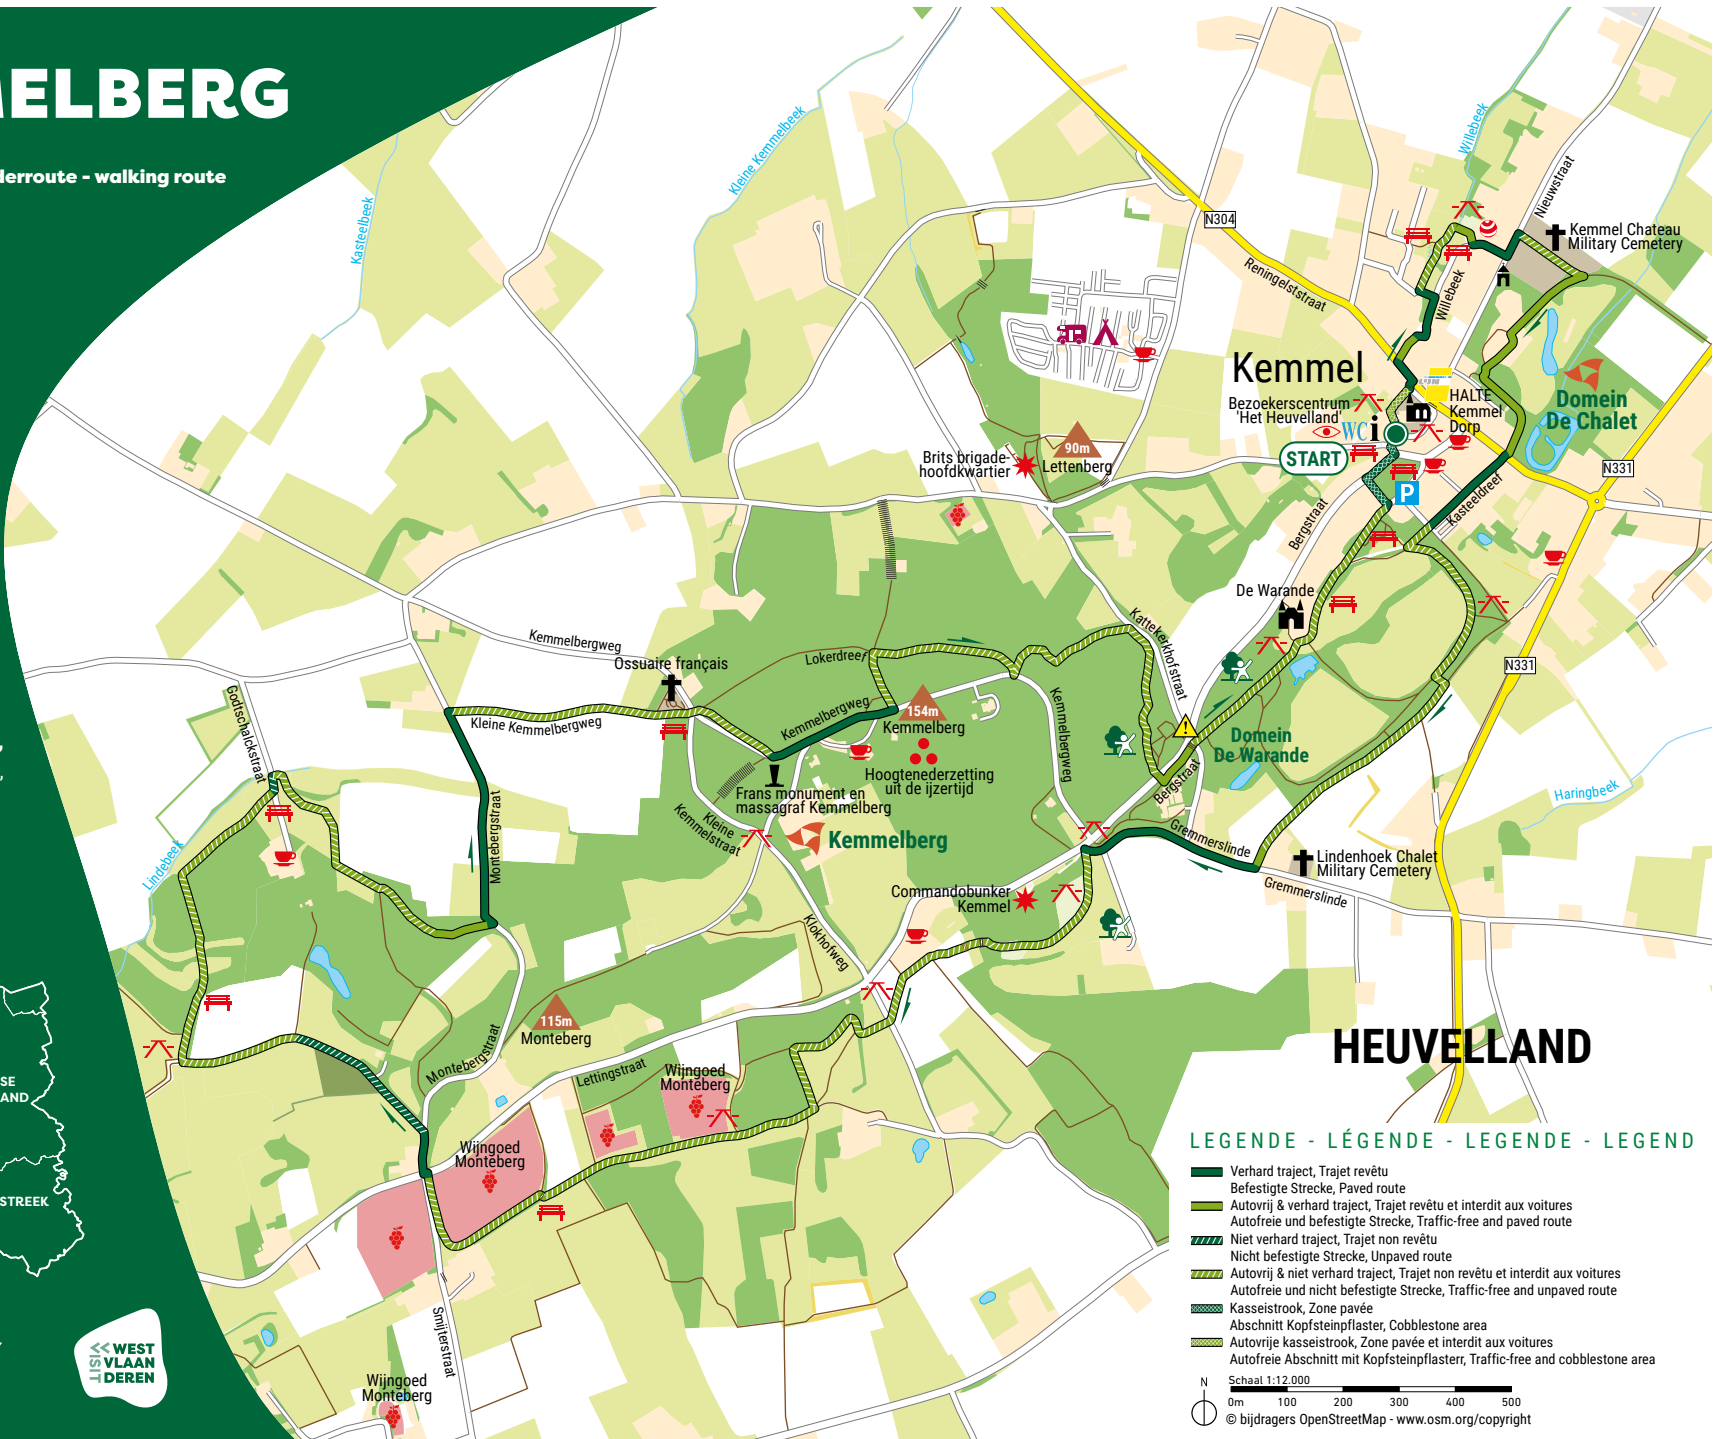 MELBERG
derroute - walking route
SE
AND
STREEK
WEST
VLAAN
DEREN
VISIT
Kasteelbeek
Kleine Kemmelbeek
Willebeek
Nieuwstraat
Kemmel Chateau
Military Cemetery
N304
Reningelststraat
Willebeek
Kemmel
Bezoekerscentrum
'Het Heuvelland'
WC i
START
HALTE
Kemmel
Dorp
P
Domein
De Chalet
N331
Kasteeldreef
Bergstraat
90m
Lettenberg
Brits brigade-
hoofdkwartier
De Warande
Kattekerkhofstraat
N331
Kemmelbergweg
Ossuaire français
Lokerdreef
Kemmelbergweg
Kleine Kemmelbergweg
154m
Kemmelberg
Hoogtenederzetting
uit de ijzertijd
Kemmelbergweg
Domein
De Warande
Bergstraat
Godtschalckstraat
Frans monument en
massagraf Kemmelberg
Kleine
Kemmelstraat
Kemmelberg
Montebergstraat
Lindebeek
Haringbeek
Gremmerslinde
Lindenhoek Chalet
Military Cemetery
Gremmerslinde
Commandobunker
Kemmel
Klokhofweg
115m
Monteberg
Montebergstraat
Lettingstraat
Wijngoed
Monteberg
Wijngoed
Monteberg
Smijterstraat
Wijngoed
Monteberg
HEUVELLAND
LEGENDE - LÉGENDE - LEGENDE - LEGEND
Verhard traject, Trajet revêtu
Befestigte Strecke, Paved route
Autovrij & verhard traject, Trajet revêtu et interdit aux voitures
Autofreie und befestigte Strecke, Traffic-free and paved route
Niet verhard traject, Trajet non revêtu
Nicht befestigte Strecke, Unpaved route
Autovrij & niet verhard traject, Trajet non revêtu et interdit aux voitures
Autofreie und nicht befestigte Strecke, Traffic-free and unpaved route
Kasseistrook, Zone pavée
Abschnitt Kopfsteinpflaster, Cobblestone area
Autovrije kasseistrook, Zone pavée et interdit aux voitures
Autofreie Abschnitt mit Kopfsteinpflasterr, Traffic-free and cobblestone area
N
Schaal 1:12.000
0m 100 200 300 400 500
© bijdragers OpenStreetMap - www.osm.org/copyright